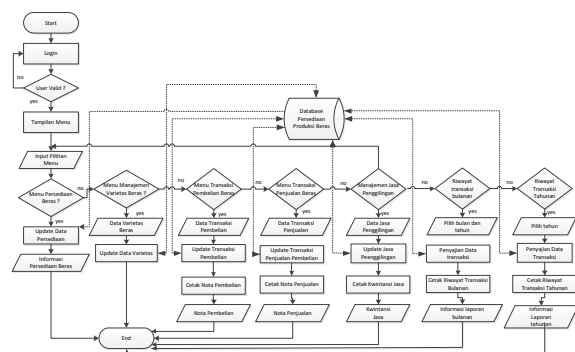 Start
Login
no
User Valid ?
yes
Tampilan Menu
Input Pilihan
Menu
Database
Persediaan
Produksi Beras
Menu Persediaan
Beras ?
no
Menu Manajemen
Varietas Beras ?
no
Menu Transaksi
Pembelian Beras
no
Menu Transaksi
Penjualan Beras
no
Manajemen Jasa
Penggilingan
no
Riwayat
transaksi
bulanan
no
Riwayat
Transaksi
Tahunan
yes
yes
yes
yes
yes
yes
yes
Update Data
Persediaan
Data Varietas
Beras
Data Transaksi
Pembelian
Data Transaksi
Penjualan
Data Jasa
Penggilingan
Pilih bulan dan
tahun
Pilih tahun
Informasi
Persediaan Beras
Update Data Varietas
Update Transaksi
Pembelian
Update Transaksi
Penjualan Pembelian
Update Jasa
Peenggilingan
Penyajian Data
transaksi
Penyajian Data
Transaksi
Cetak Nota Pembelian
Cetak Nota Penjualan
Cetak Kwintansi Jasa
Cetak Riwayat Transaksi
Bulanan
Cetak Riwayat
Transaksi Tahunan
Nota Pembelian
Nota Penjualan
Kwintansi
Jasa
Informasi laporan
bulanan
Informasi
Laporan
tahunan
End